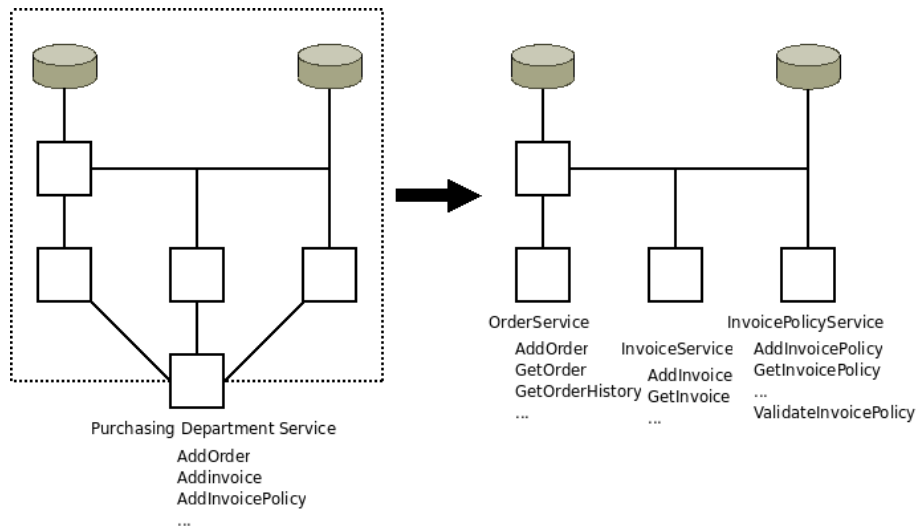 Purchasing Department Service
AddOrder
Addinvoice
AddInvoicePolicy
...
OrderService
AddOrder
GetOrder
GetOrderHistory
...
InvoiceService
AddInvoice
GetInvoice
...
InvoicePolicyService
AddInvoicePolicy
GetInvoicePolicy
...
ValidateInvoicePolicy